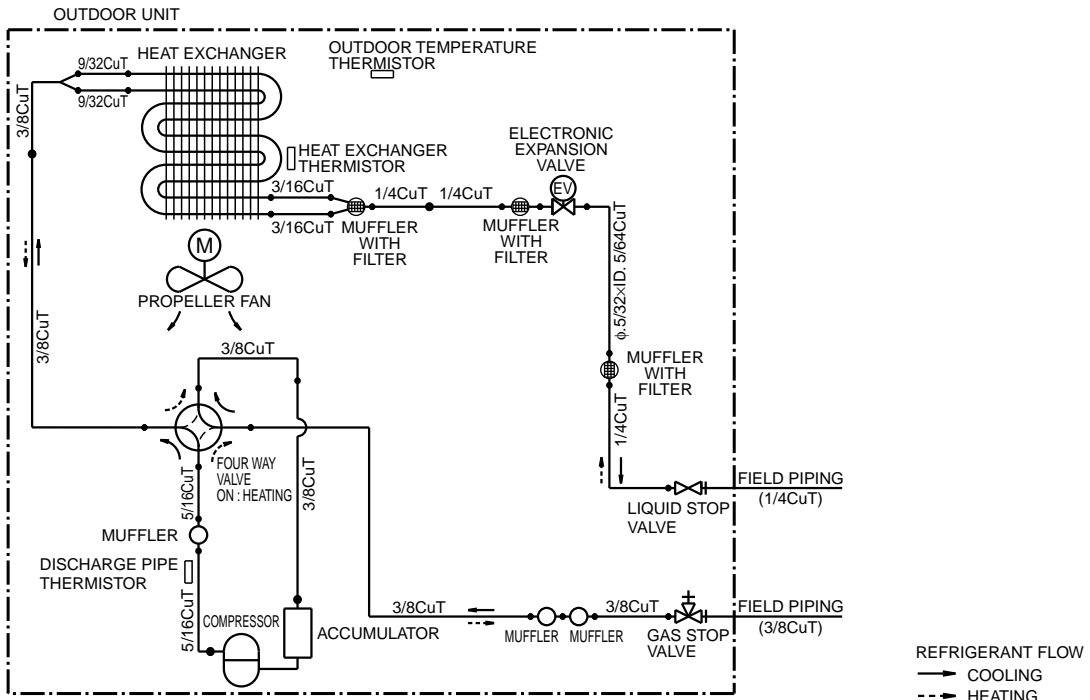 OUTDOOR UNIT
HEAT EXCHANGER
OUTDOOR TEMPERATURE
THERMISTOR
9/32CuT
9/32CuT
3/8CuT
HEAT EXCHANGER
THERMISTOR
ELECTRONIC
EXPANSION
VALVE
EV
3/16CuT
3/16CuT
1/4CuT
1/4CuT
MUFFLER
WITH
FILTER
MUFFLER
WITH
FILTER
M
PROPELLER FAN
ϕ.5/32×ID. 5/64CuT
3/8CuT
3/8CuT
MUFFLER
WITH
FILTER
1/4CuT
FOUR WAY
VALVE
ON : HEATING
5/16CuT
3/8CuT
FIELD PIPING
(1/4CuT)
LIQUID STOP
VALVE
MUFFLER
DISCHARGE PIPE
THERMISTOR
5/16CuT
COMPRESSOR
ACCUMULATOR
3/8CuT
3/8CuT
MUFFLER
MUFFLER
GAS STOP
VALVE
FIELD PIPING
(3/8CuT)
REFRIGERANT FLOW
COOLING
HEATING